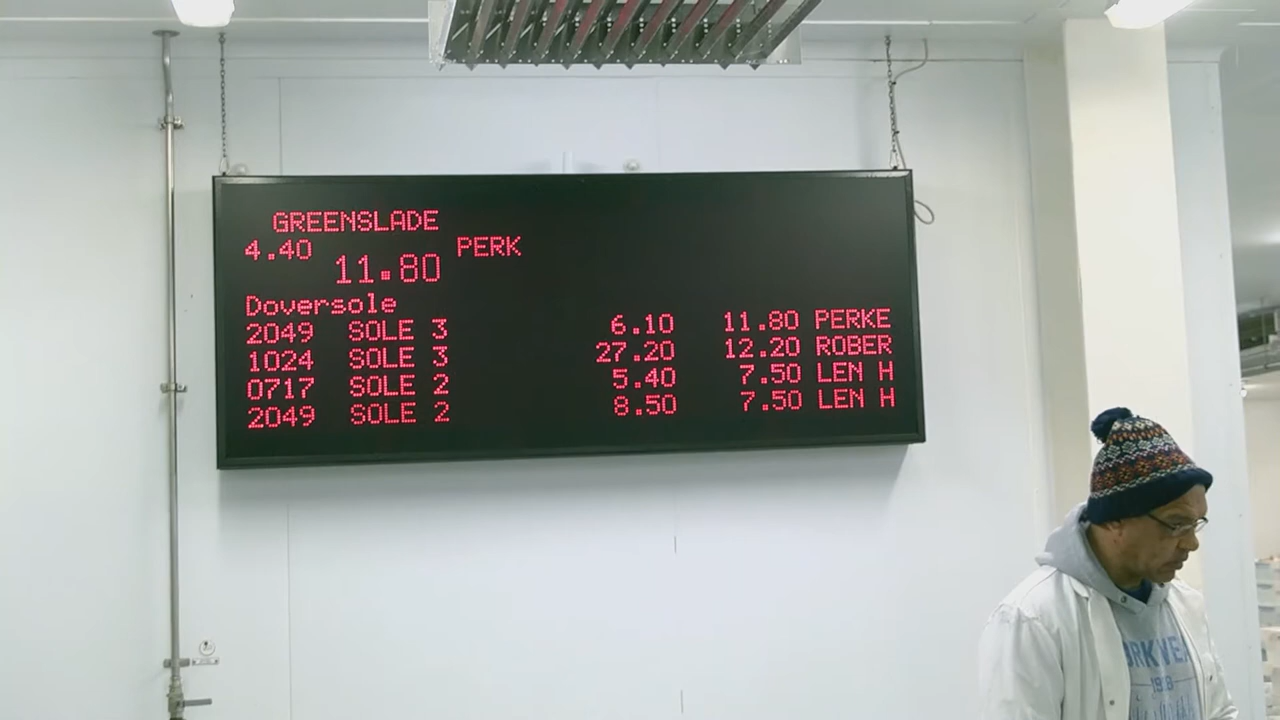 GREENSLADE
4.40 PERK
11.80
Doversole
2049 SOLE 3 6.10 11.80 PERKE
1024 SOLE 3 27.20 12.20 ROBER
0717 SOLE 2 5.40 7.50 LEN H
2049 SOLE 2 8.50 7.50 LEN H